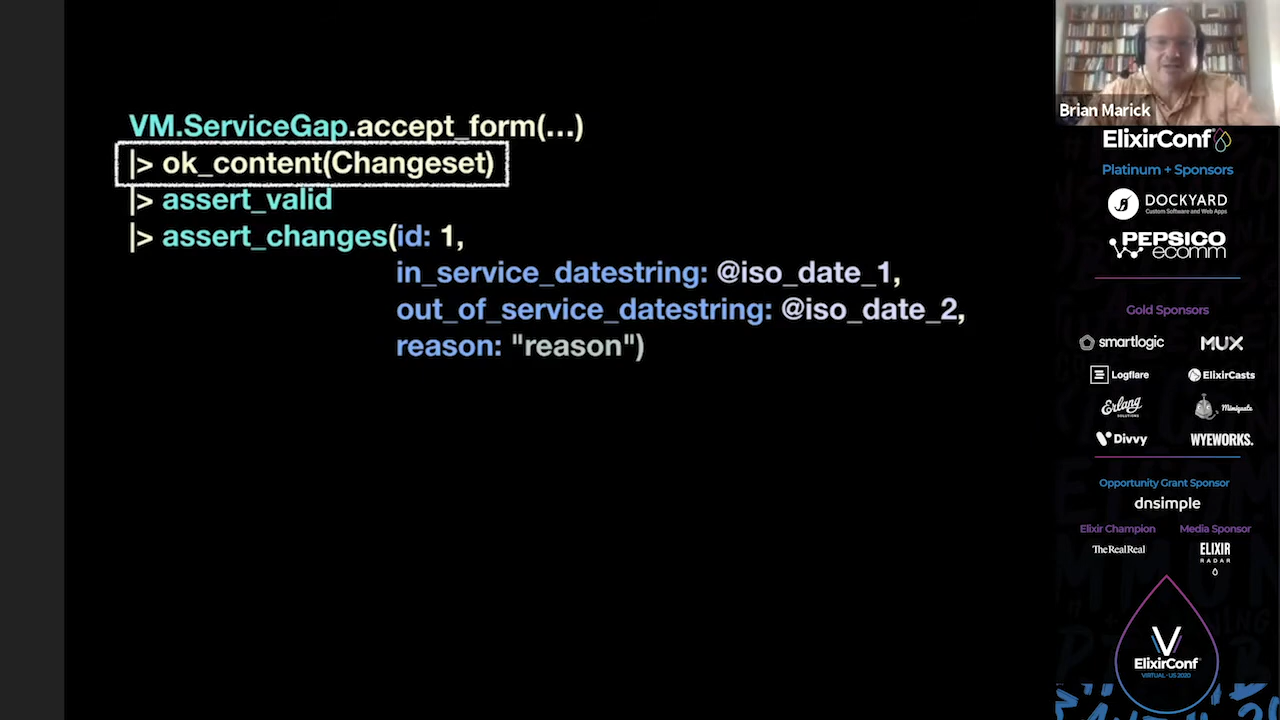 VM.ServiceGap.accept_form(…)
|> ok_content(Changeset)
|> assert_valid
|> assert_changes(id: 1,
in_service_datestring: @iso_date_1,
out_of_service_datestring: @iso_date_2,
reason: "reason")
Brian Marick
ElixirConf
Platinum + Sponsors
DOCKYARD
Custom Software and Web Apps
PEPSICO
ecomm
Gold Sponsors
smartlogic
MUX
Logflare
ElixirCasts
Erlang
SOLUTIONS
Miniquats
Divvy
WYEWORKS.
Opportunity Grant Sponsor
dnsimple
Elixir Champion
Media Sponsor
TheRealReal
ELIXIR
RADAR
V
ElixirConf
VIRTUAL · US 2020